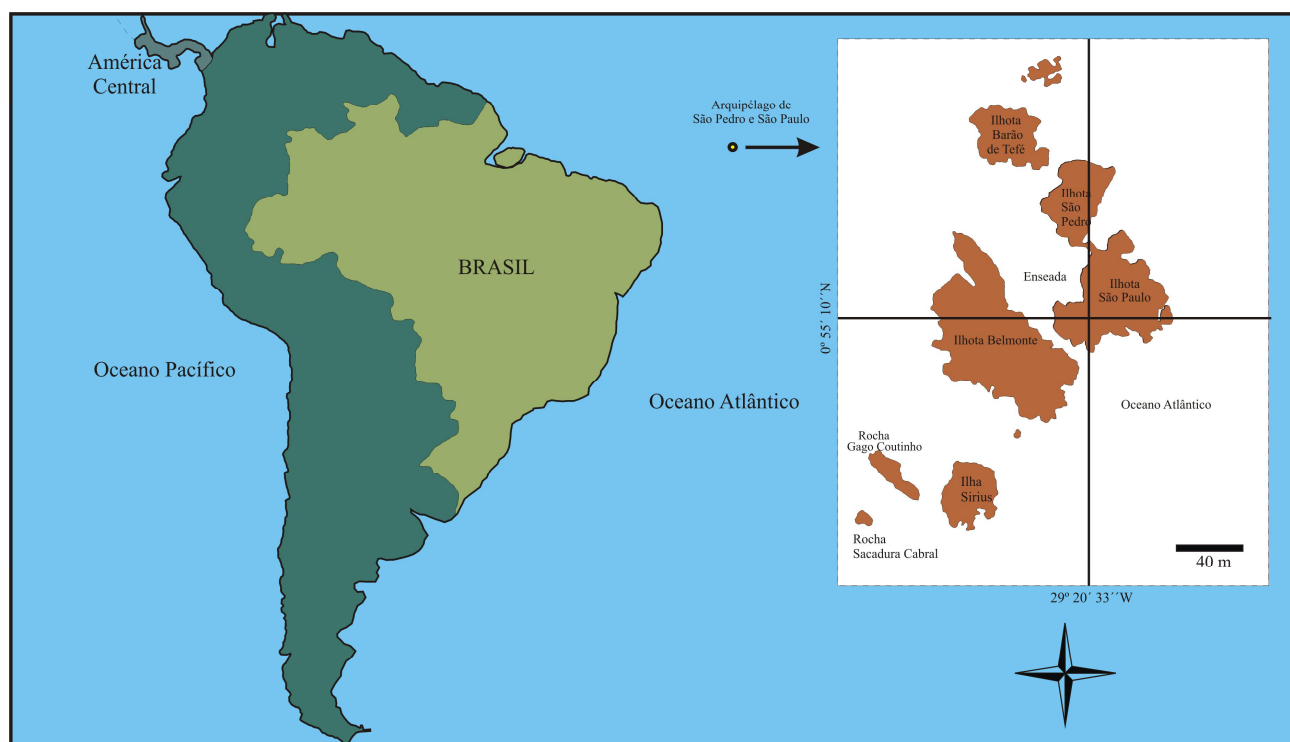 América
Central
Arquipélago de
São Pedro e São Paulo
BRASIL
Oceano Pacífico
Oceano Atlântico
Ilhota
Barão
de Tefé
Ilhota
São
Pedro
Enseada
Ilhota
São Paulo
0º 55´ 10´´N
Ilhota Belmonte
Oceano Atlântico
Rocha
Gago Coutinho
Ilha
Sirius
Rocha
Sacadura Cabral
40 m
29º 20´ 33´´W